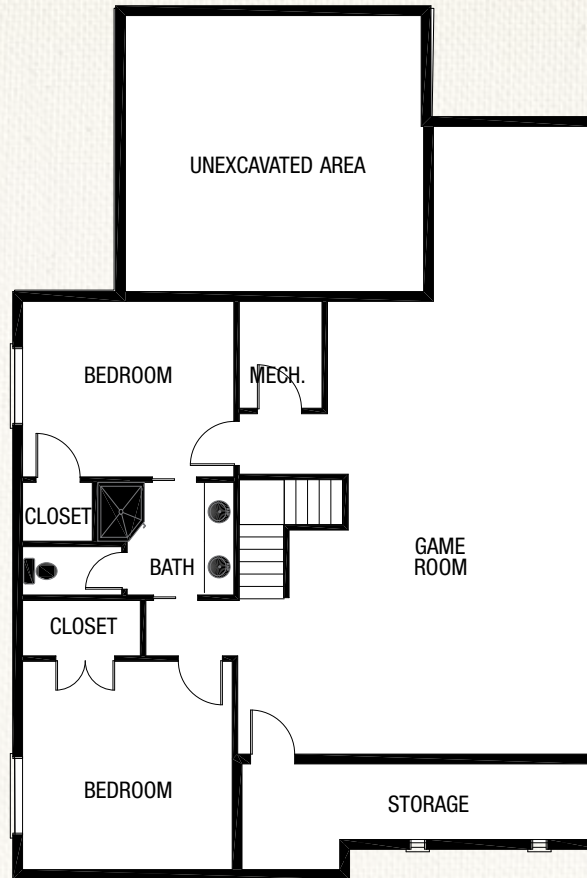 UNEXCAVATED AREA
BEDROOM
MECH.
CLOSET
BATH
GAME
ROOM
CLOSET
BEDROOM
STORAGE